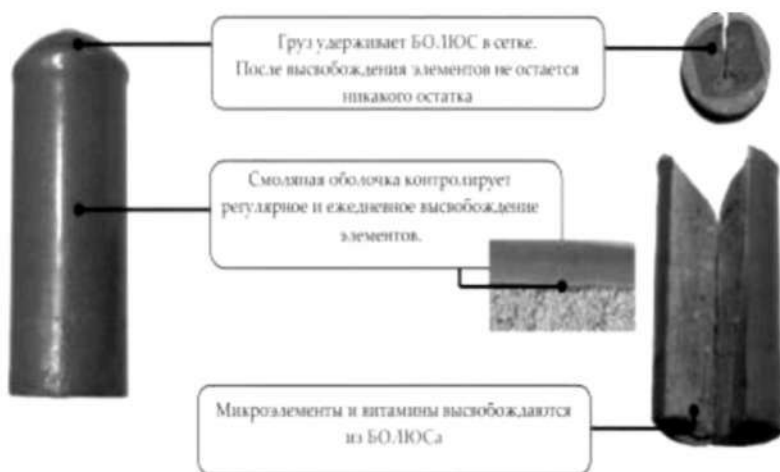 Груз удерживает БОЛЮС в сетке.
После высвобождения элементов не остается
никакого остатка
Смоляная оболочка контролирует
регулярное и ежедневное высвобождение
элементов.
Микроэлементы и витамины высвобождаются
из БОЛЮСа